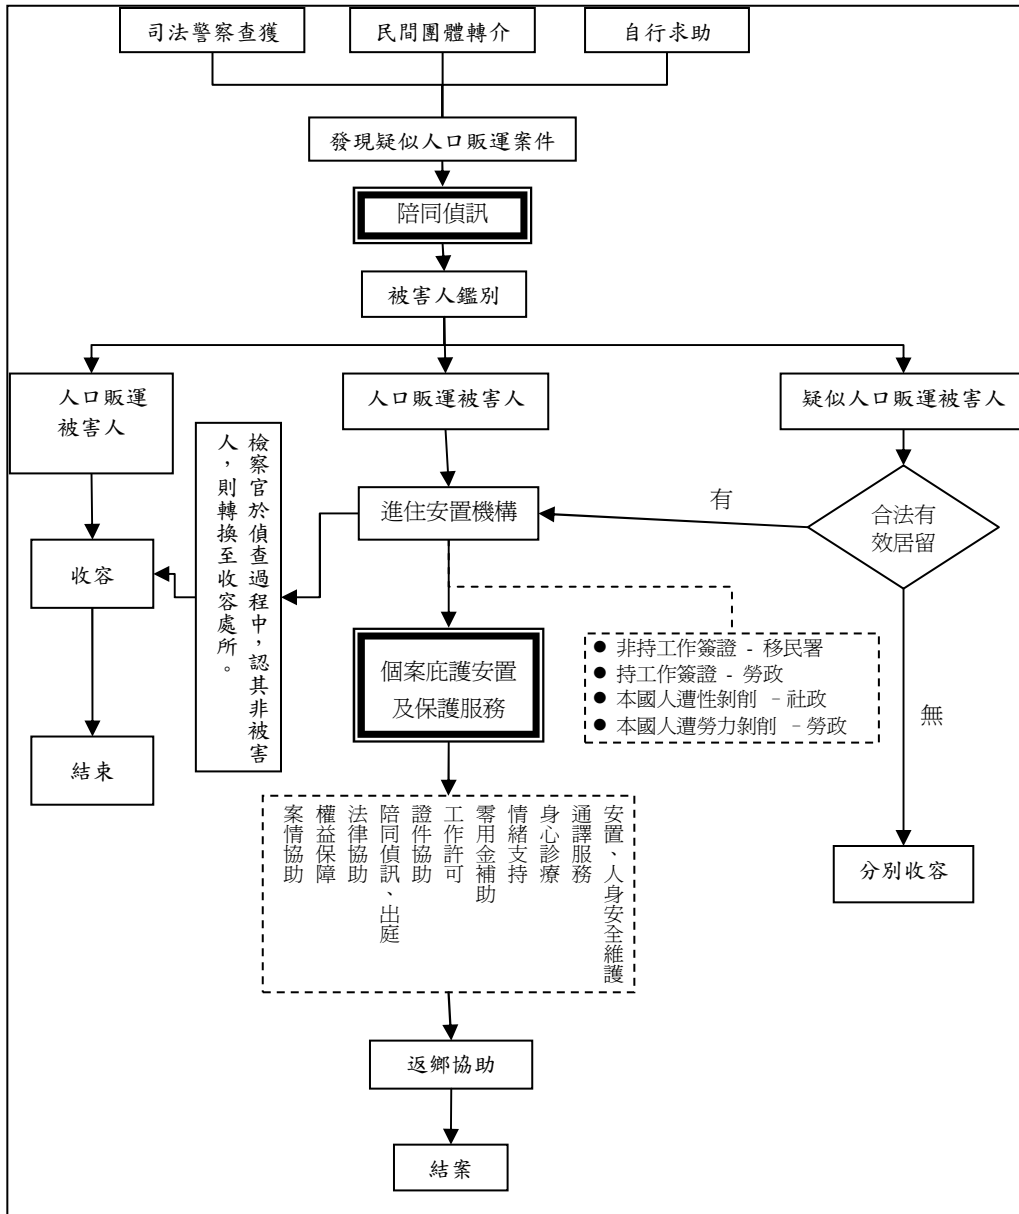 司法警察查獲
民間團體轉介
自行求助
發現疑似人口販運案件
陪同偵訊
被害人鑑別
人口販運
被害人
人口販運被害人
疑似人口販運被害人
檢察官於偵查過程中，認其非被害
人，則轉換至收容處所。
進住安置機構
有
合法有
效居留
收容
個案庇護安置
及保護服務
● 非持工作簽證 - 移民署
● 持工作簽證 - 勞政
● 本國人遭性剝削 - 社政
● 本國人遭勞力剝削 - 勞政
無
結束
安置、人身安全維護
通譯服務
身心診療
情緒支持
零用金補助
工作許可
證件協助
陪同偵訊、出庭
法律協助
權益保障
案情協助
分別收容
返鄉協助
結案